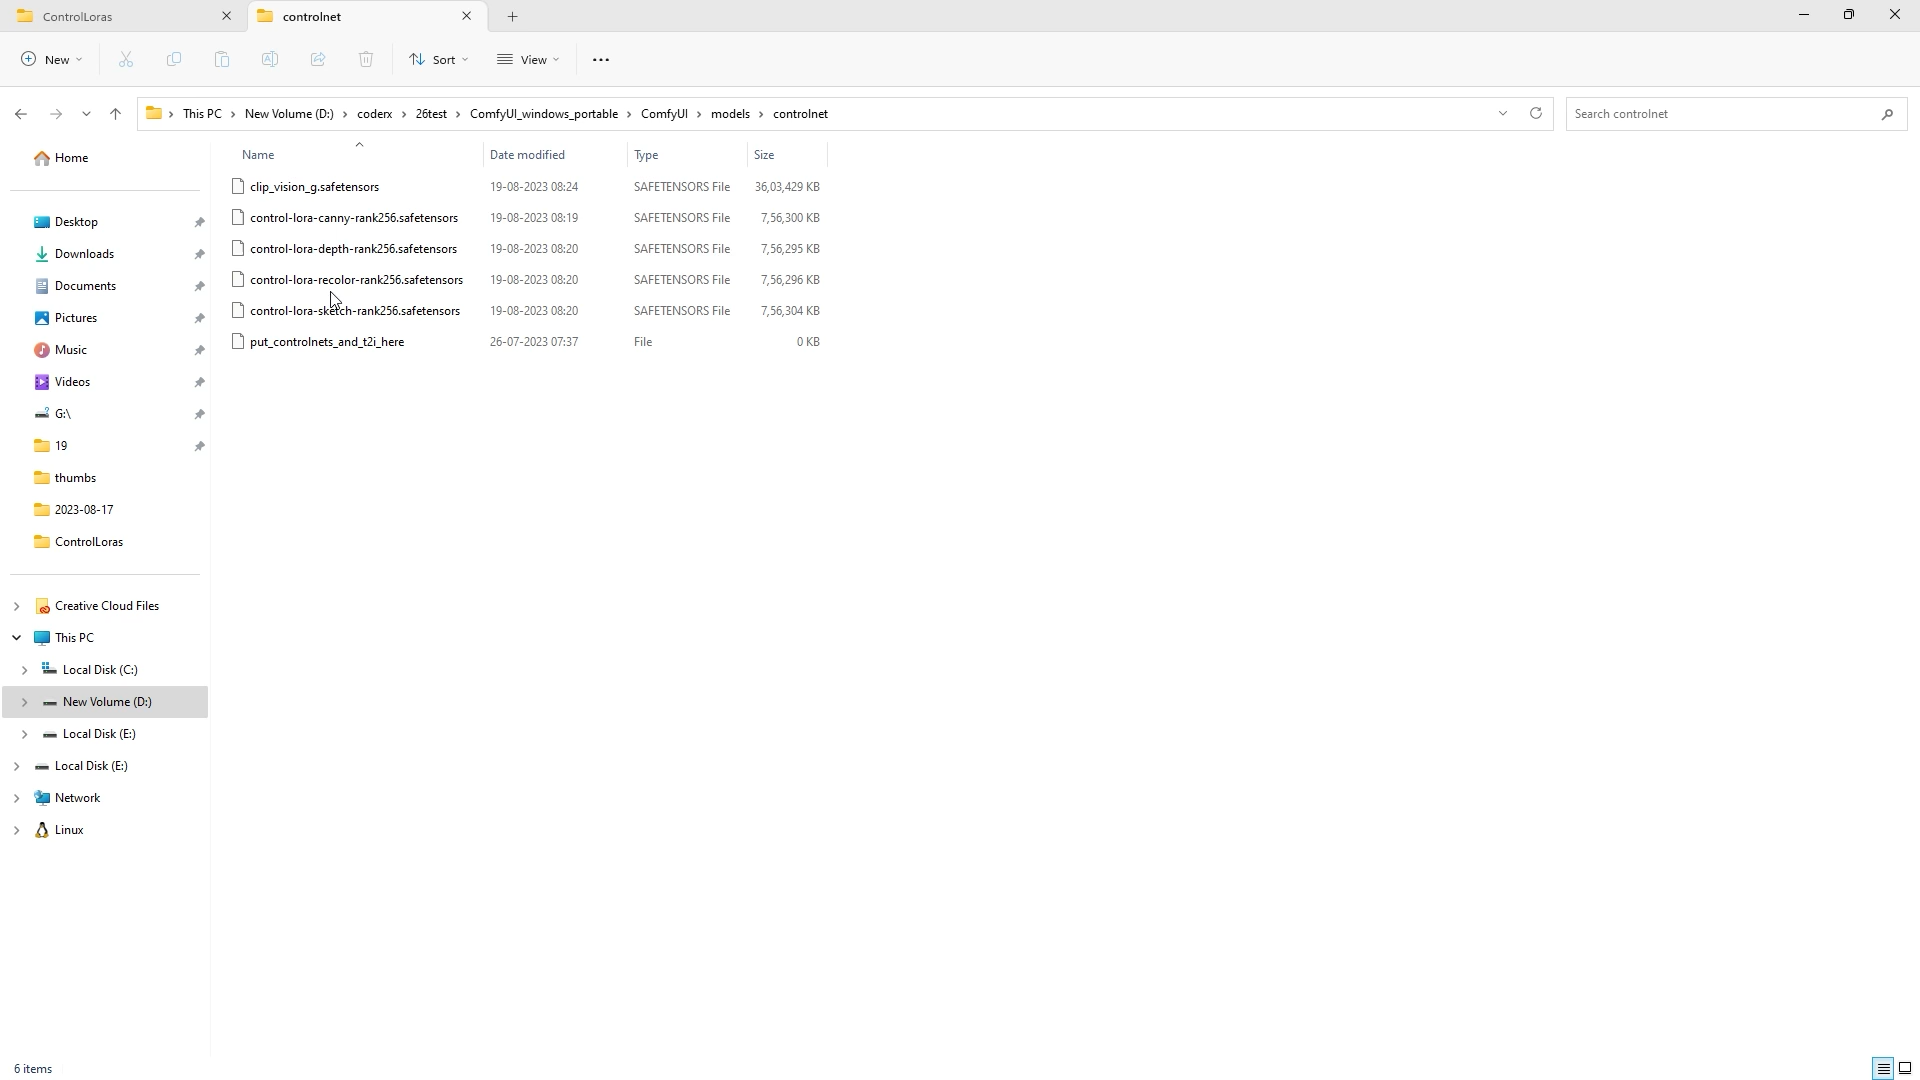 ControlLoras
controlnet
New
Sort
View
This PC > New Volume (D:) > coderx > 26test > ComfyUI_windows_portable > ComfyUI > models > controlnet
Search controlnet
Name Date modified Type Size
clip_vision_g.safetensors 19-08-2023 08:24 SAFETENSORS File 36,03,429 KB
control-lora-canny-rank256.safetensors 19-08-2023 08:19 SAFETENSORS File 7,56,300 KB
control-lora-depth-rank256.safetensors 19-08-2023 08:20 SAFETENSORS File 7,56,295 KB
control-lora-recolor-rank256.safetensors 19-08-2023 08:20 SAFETENSORS File 7,56,296 KB
control-lora-sketch-rank256.safetensors 19-08-2023 08:20 SAFETENSORS File 7,56,304 KB
put_controlnets_and_t2i_here 26-07-2023 07:37 File 0 KB
Home
Desktop
Downloads
Documents
Pictures
Music
Videos
G:\
19
thumbs
2023-08-17
ControlLoras
Creative Cloud Files
This PC
Local Disk (C:)
New Volume (D:)
Local Disk (E:)
Local Disk (E:)
Network
Linux
6 items